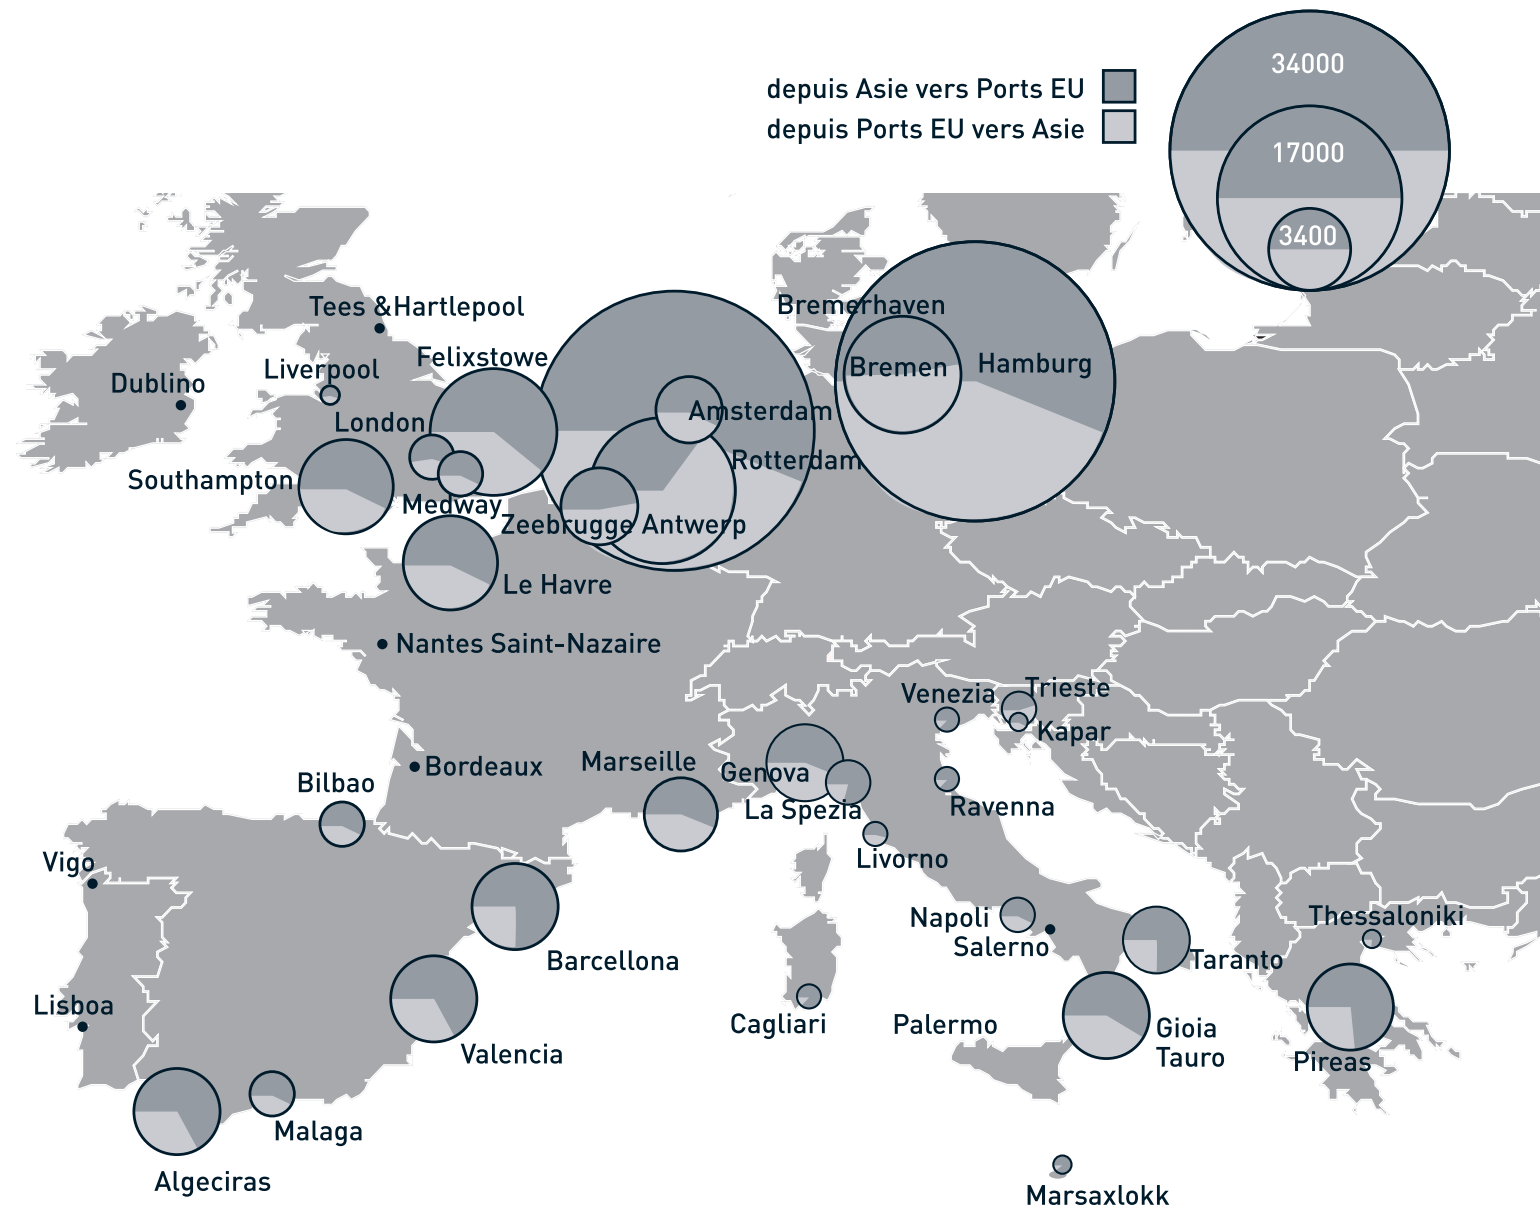 34000
depuis Asie vers Ports EU
depuis Ports EU vers Asie
17000
3400
Tees &Hartlepool
Bremerhaven
Felixstowe
Liverpool
Bremen
Hamburg
Dublino
London
Amsterdam
Rotterdam
Southampton
Medway
Zeebrugge
Antwerp
Le Havre
Nantes Saint-Nazaire
Venezia
Trieste
Kapar
Bordeaux
Marseille
Genova
Bilbao
La Spezia
Ravenna
Livorno
Vigo
Napoli
Salerno
Thessaloniki
Barcellona
Taranto
Lisboa
Cagliari
Palermo
Gioia
Tauro
Valencia
Pireas
Malaga
Algeciras
Marsaxlokk